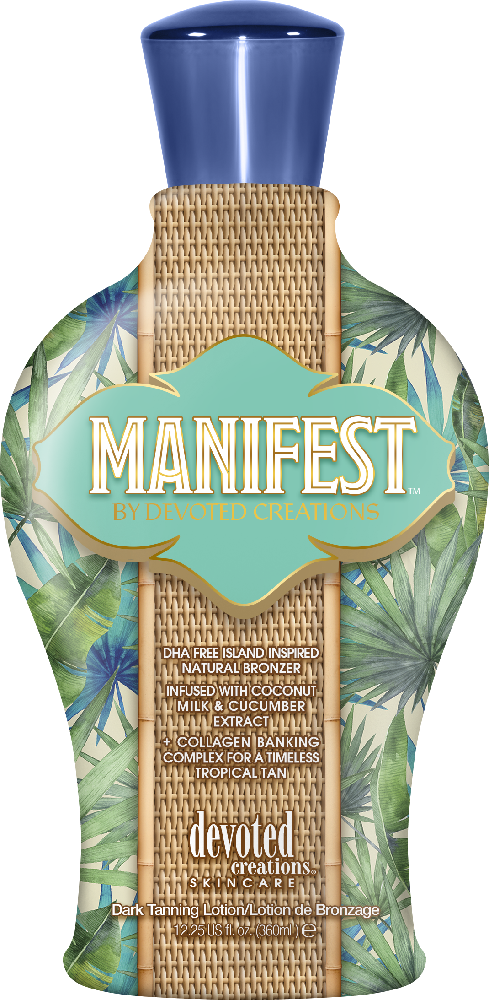 MANIFEST™
BY DEVOTED CREATIONS
DHA FREE ISLAND INSPIRED
NATURAL BRONZER
INFUSED WITH COCONUT
MILK & CUCUMBER
EXTRACT
+ COLLAGEN BANKING
COMPLEX FOR A TIMELESS
TROPICAL TAN
devoted
creations®
SKINCARE
Dark Tanning Lotion/Lotion de Bronzage
12.25 US fl. oz. (360mL) ℮